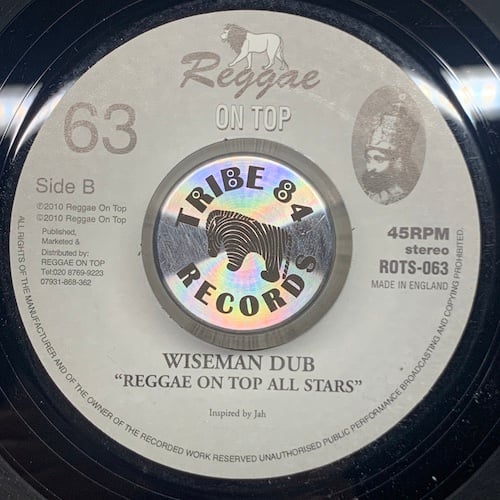 Reggae
ON TOP
63
Side B
℗2010 Reggae On Top
©2010 Reggae On Top
Published,
Marketed &
Distributed by:
REGGAE ON TOP
Tel:020 8769-9223
07931-868-362
TRIBE 84
RECORDS
45RPM
stereo
ROTS-063
MADE IN ENGLAND
WISEMAN DUB
"REGGAE ON TOP ALL STARS"
Inspired by Jah
ALL RIGHTS OF THE MANUFACTURER AND OF THE OWNER OF THE RECORDED WORK RESERVED UNAUTHORISED PUBLIC PERFORMANCE BROADCASTING AND COPYING PROHIBITED.